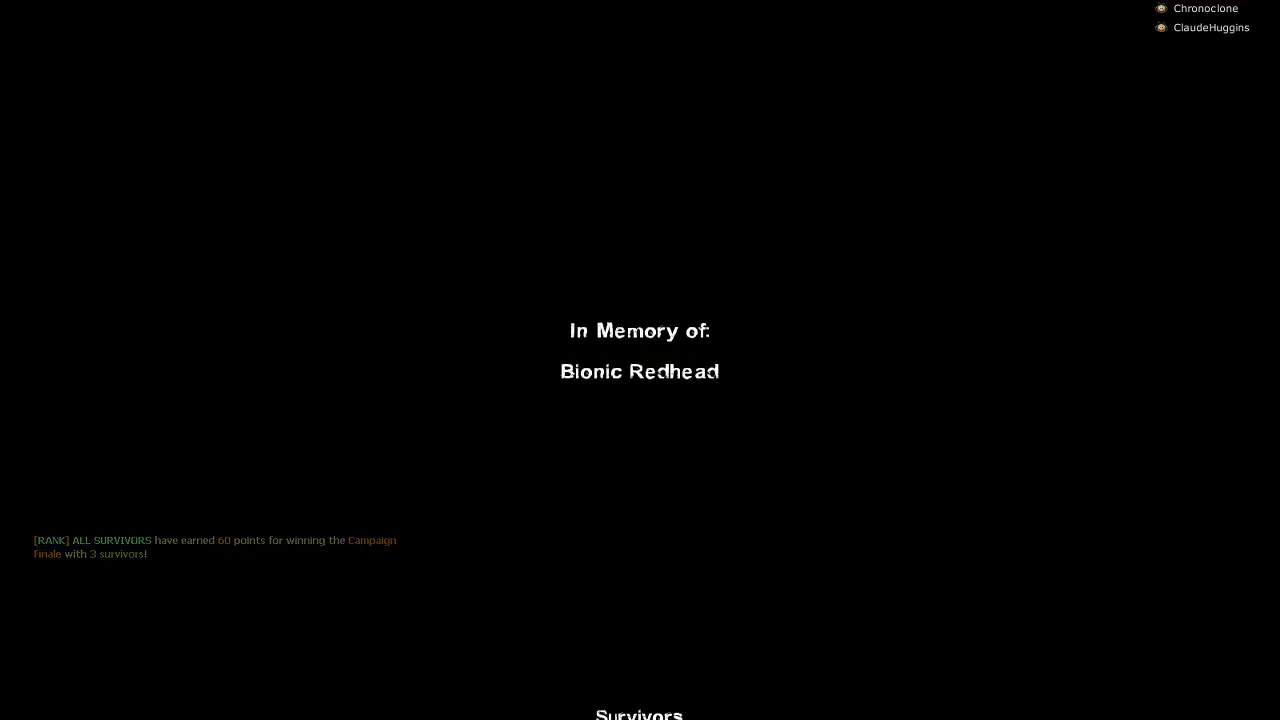 Chronoclone
ClaudeHuggins
In Memory of:
Bionic Redhead
[RANK] ALL SURVIVORS have earned 60 points for winning the Campaign
Finale with 3 survivors!
Survivors